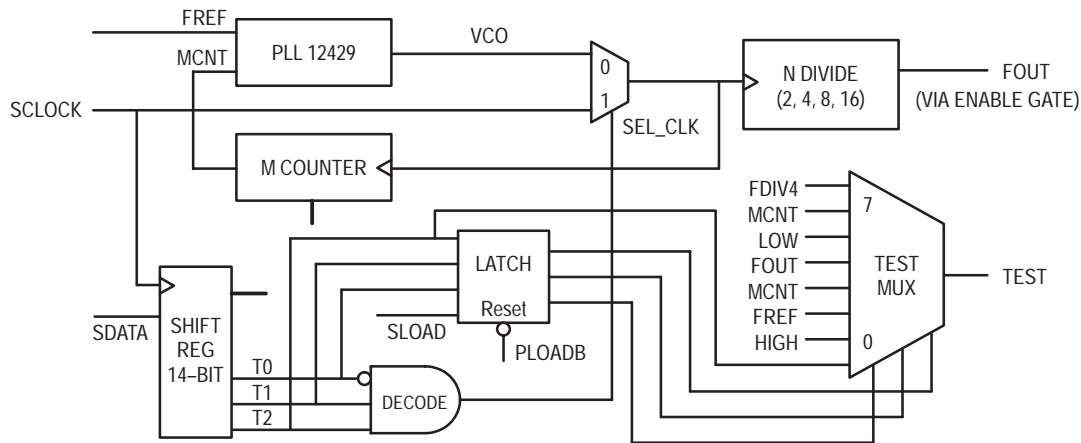 FREF
MCNT
PLL 12429
VCO
SCLOCK
0
1
SEL_CLK
N DIVIDE
(2, 4, 8, 16)
FOUT
(VIA ENABLE GATE)
M COUNTER
FDIV4
MCNT
LOW
FOUT
MCNT
FREF
HIGH
7
0
TEST
MUX
TEST
LATCH
Reset
SLOAD
PLOADB
SDATA
SHIFT
REG
14–BIT
T0
T1
T2
DECODE